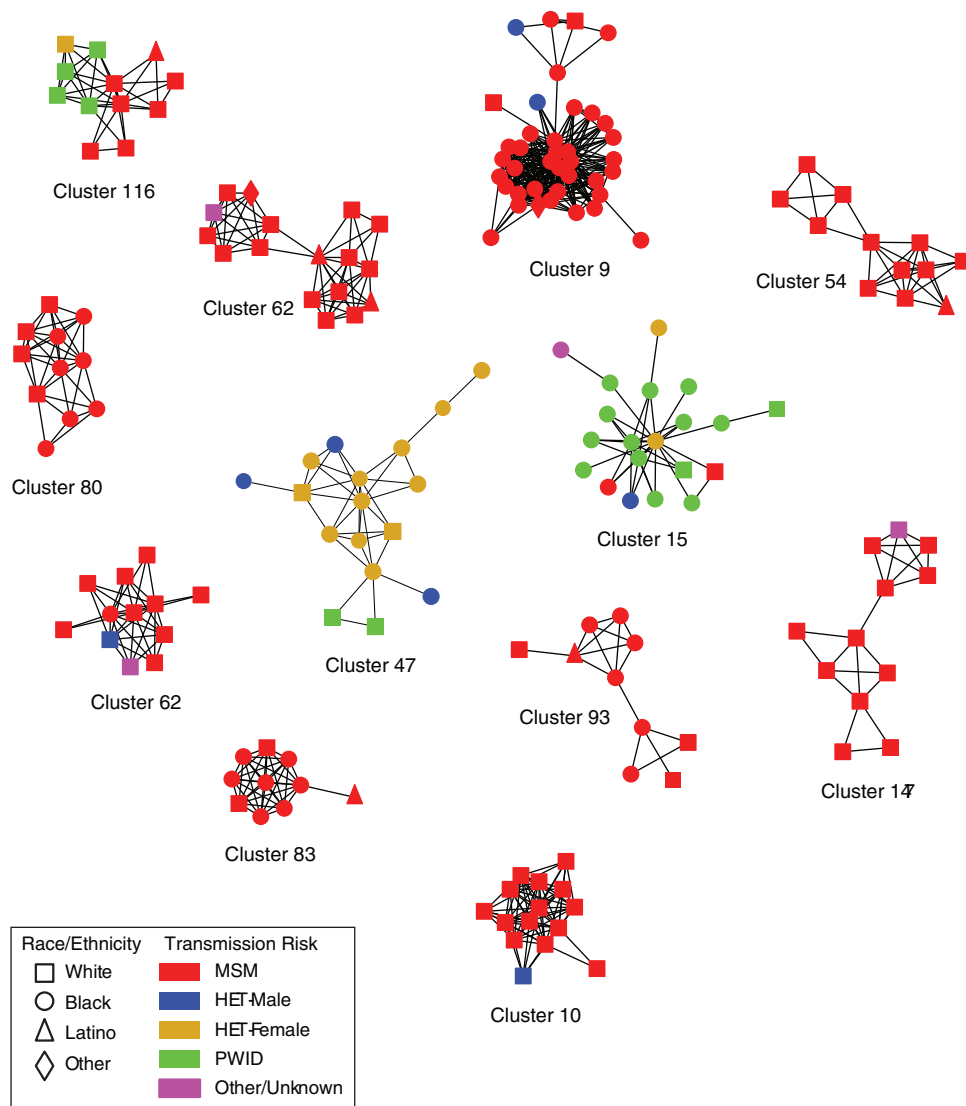 Cluster 116
Cluster 9
Cluster 54
Cluster 62
Cluster 80
Cluster 15
Cluster 47
Cluster 62
Cluster 93
Cluster 147
Cluster 83
Cluster 10
Race/Ethnicity
White
Black
Latino
Other
Transmission Risk
MSM
HET-Male
HET-Female
PWID
Other/Unknown